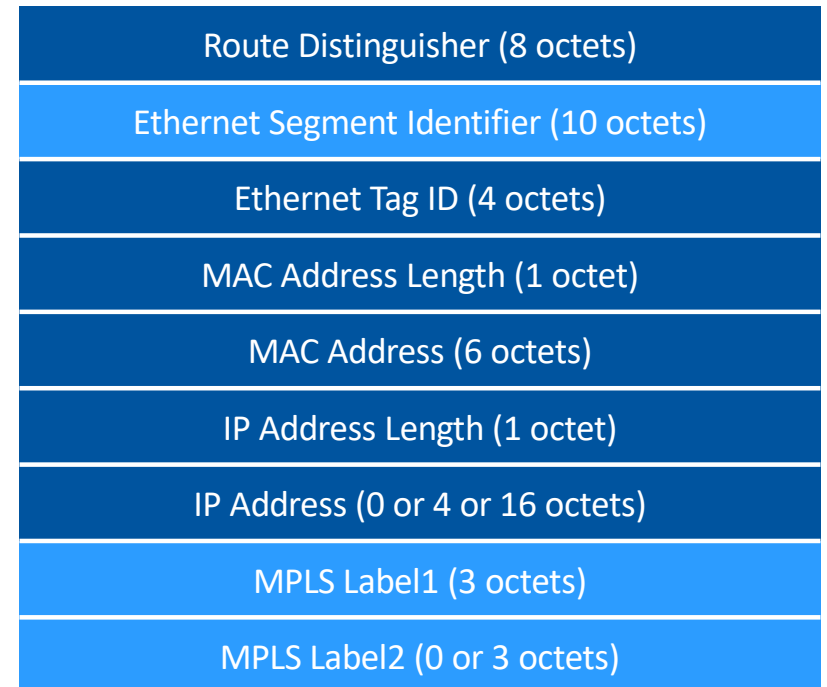 Route Distinguisher (8 octets)
Ethernet Segment Identifier (10 octets)
Ethernet Tag ID (4 octets)
MAC Address Length (1 octet)
MAC Address (6 octets)
IP Address Length (1 octet)
IP Address (0 or 4 or 16 octets)
MPLS Label1 (3 octets)
MPLS Label2 (0 or 3 octets)